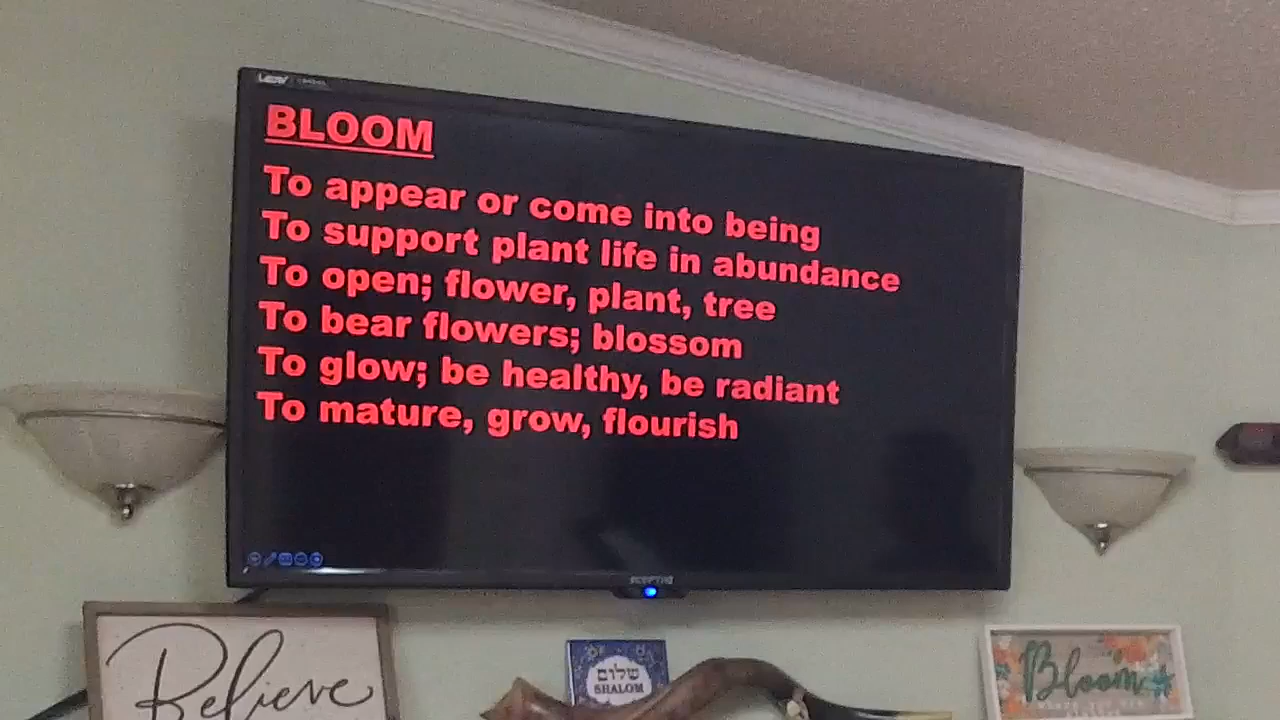 BLOOM
To appear or come into being
To support plant life in abundance
To open; flower, plant, tree
To bear flowers; blossom
To glow; be healthy, be radiant
To mature, grow, flourish
SCEPTRE
Believe
שלום
SHALOM
Bloom